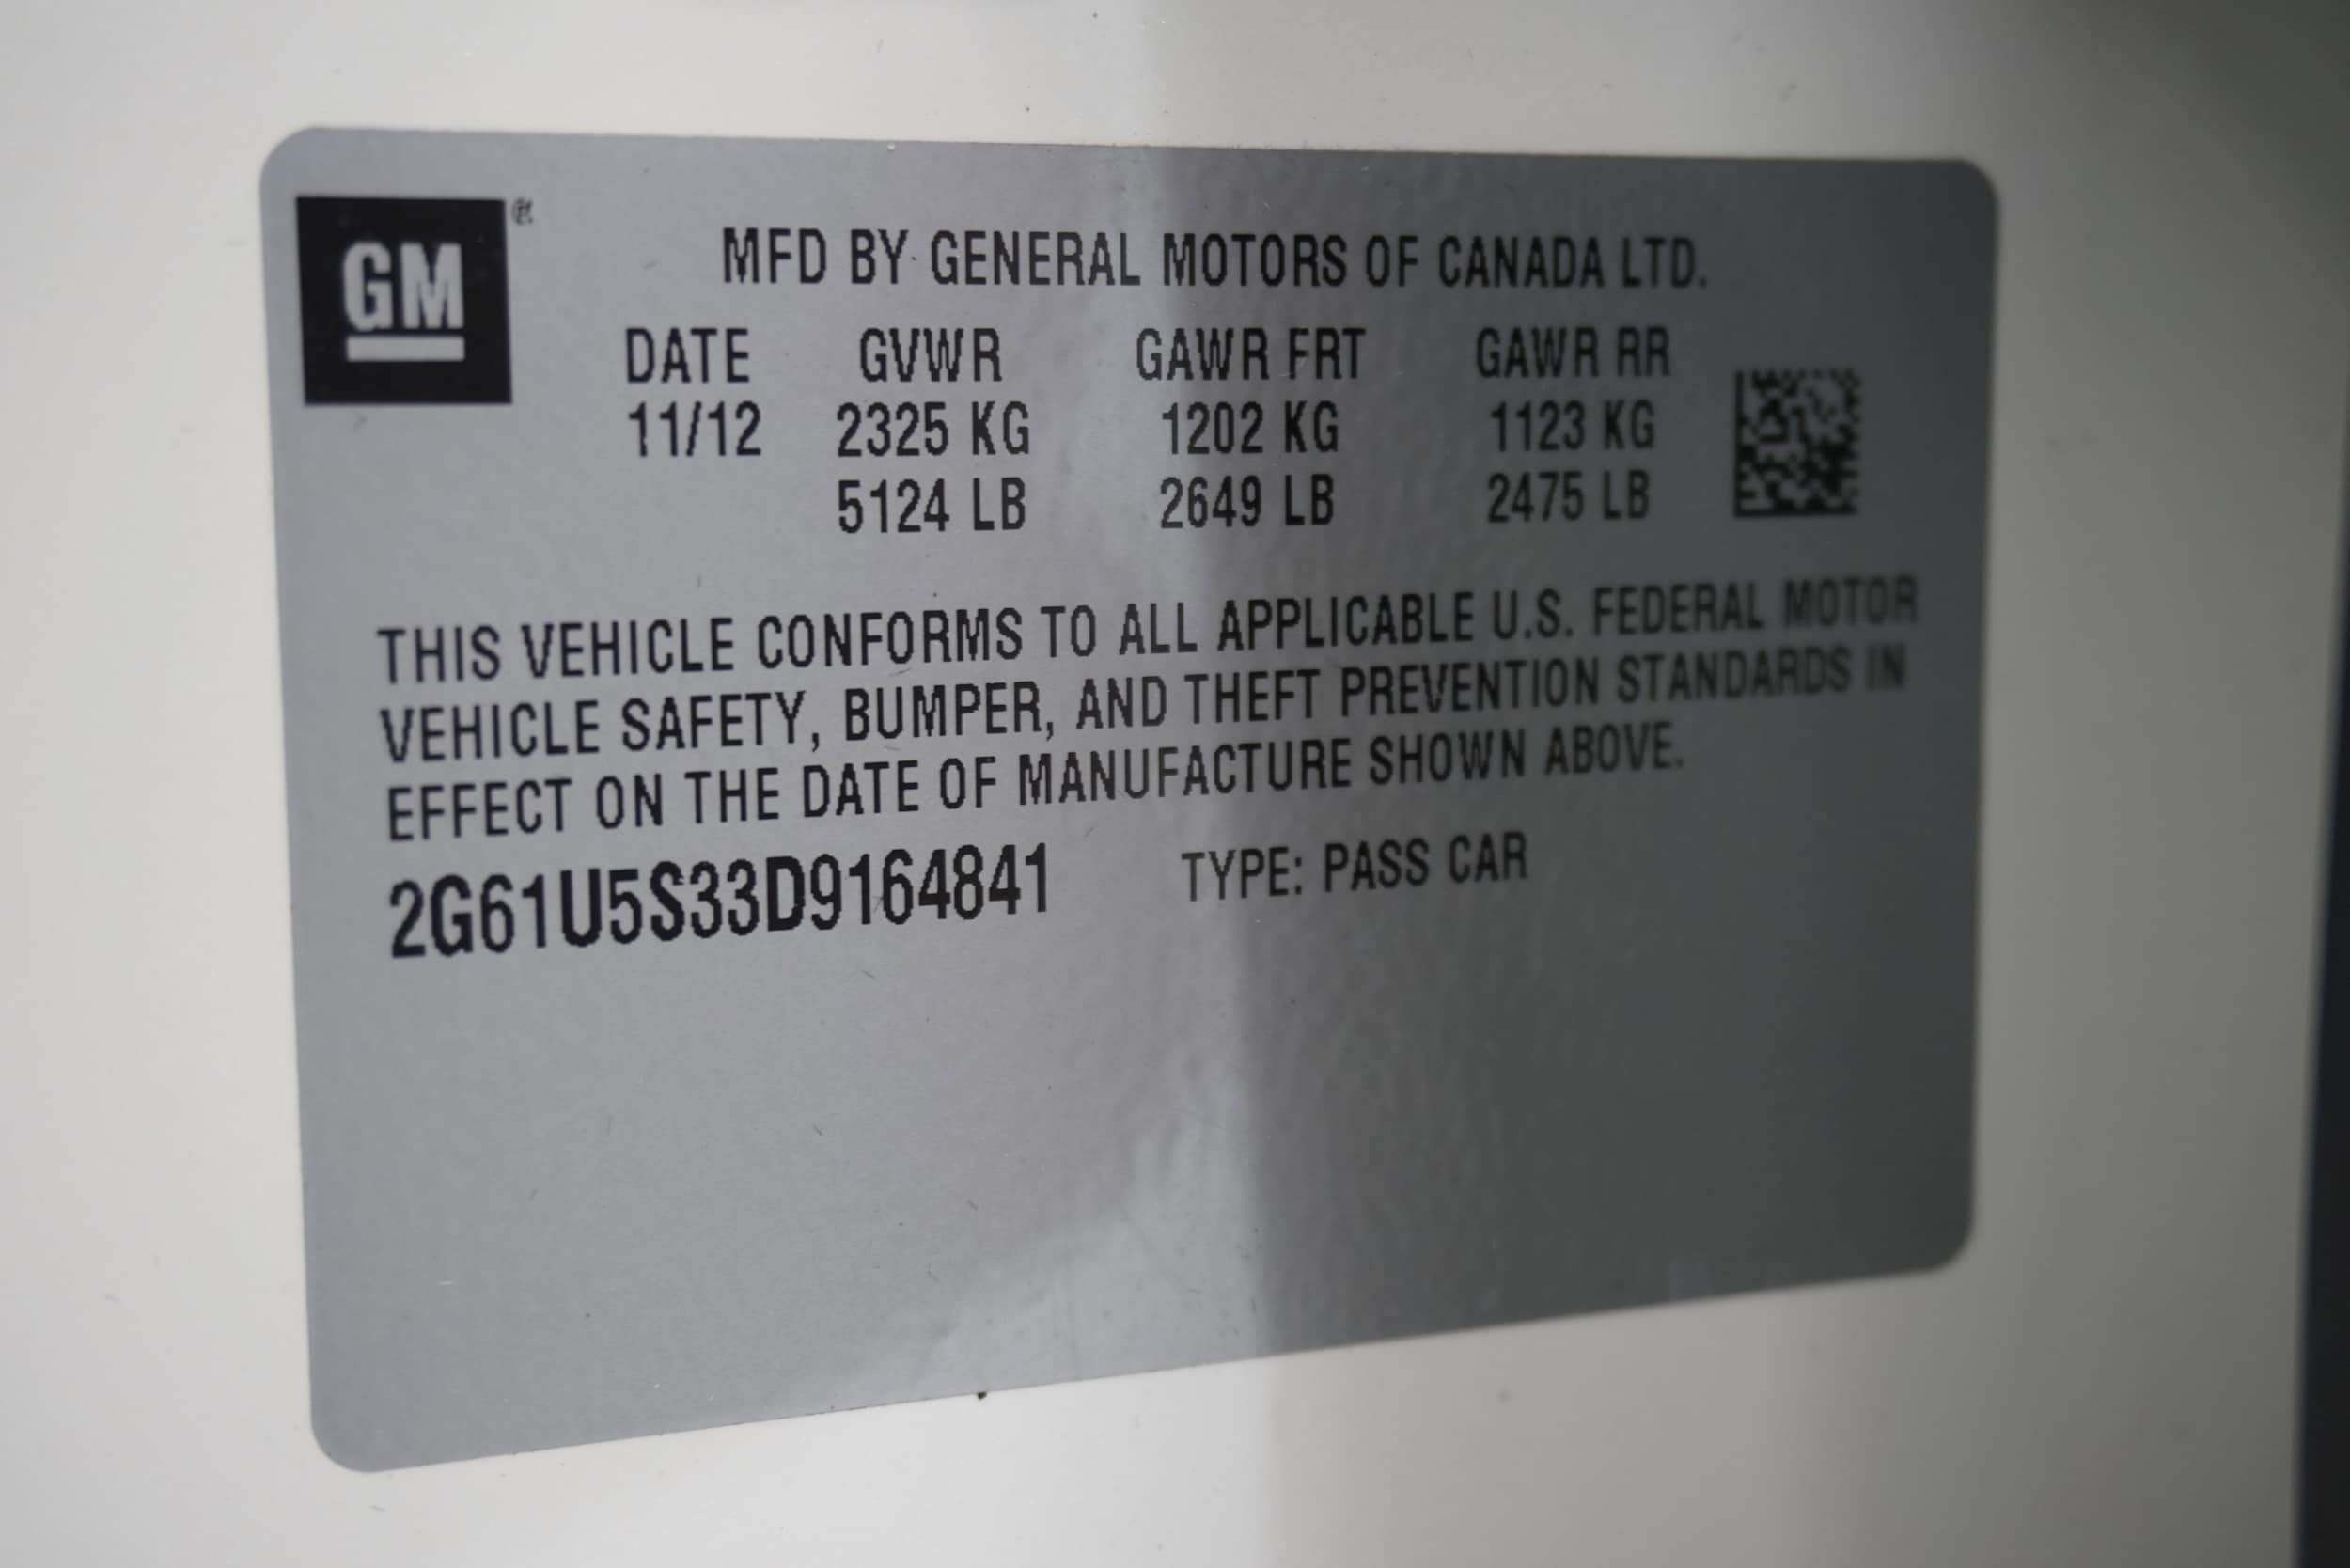 GM
MFD BY GENERAL MOTORS OF CANADA LTD.
DATE GVWR GAWR FRT GAWR RR
11/12 2325 KG 1202 KG 1123 KG
5124 LB 2649 LB 2475 LB
THIS VEHICLE CONFORMS TO ALL APPLICABLE U.S. FEDERAL MOTOR
VEHICLE SAFETY, BUMPER, AND THEFT PREVENTION STANDARDS IN
EFFECT ON THE DATE OF MANUFACTURE SHOWN ABOVE.
2G61U5S33D9164841 TYPE: PASS CAR